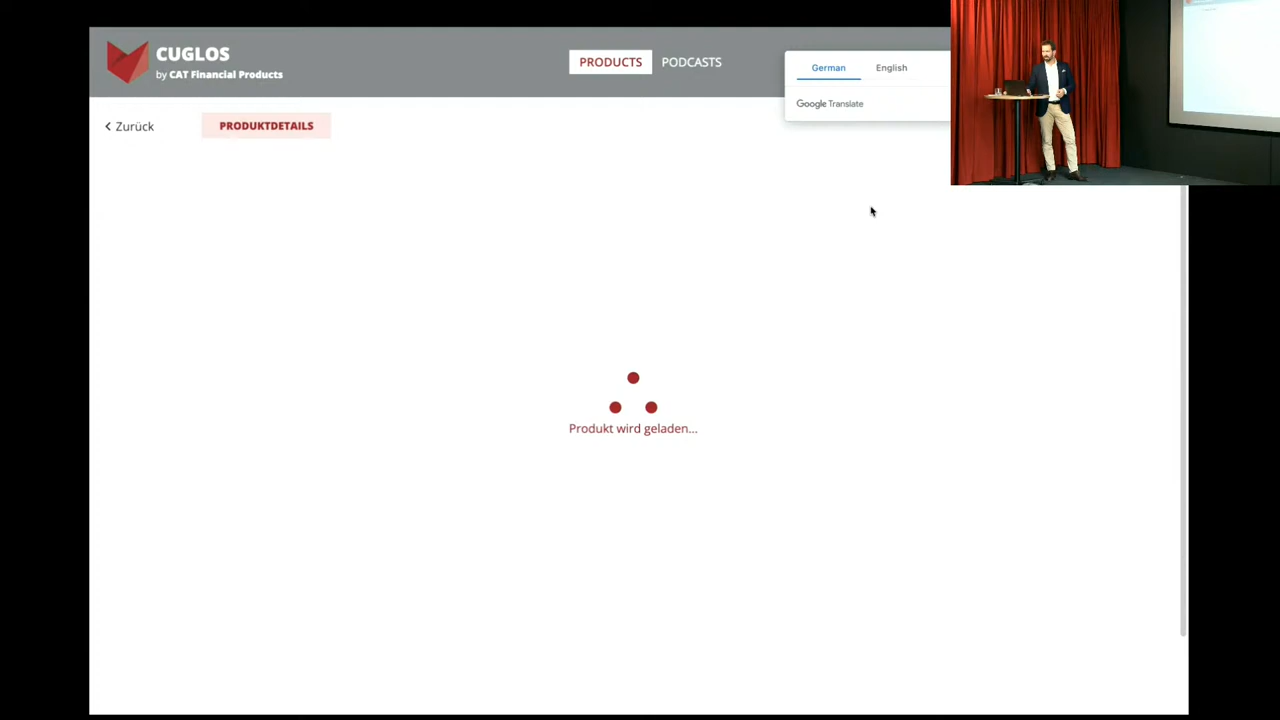 CUGLOS
by CAT Financial Products
PRODUCTS
PODCASTS
German
English
Google Translate
Zurück
PRODUKTDETAILS
Produkt wird geladen...